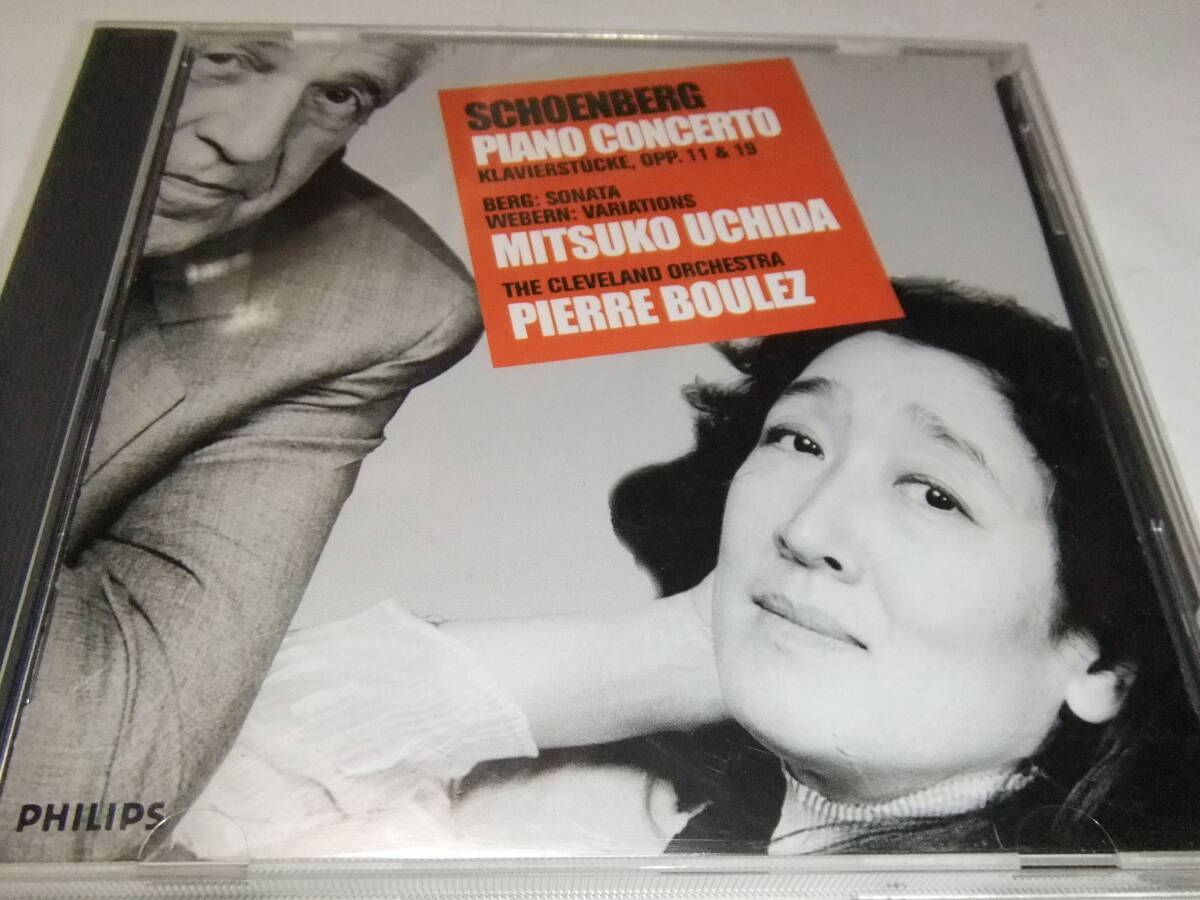 SCHOENBERG
PIANO CONCERTO
KLAVIERSTÜCKE, OPP. 11 & 19
BERG: SONATA
WEBERN: VARIATIONS
MITSUKO UCHIDA
THE CLEVELAND ORCHESTRA
PIERRE BOULEZ
PHILIPS